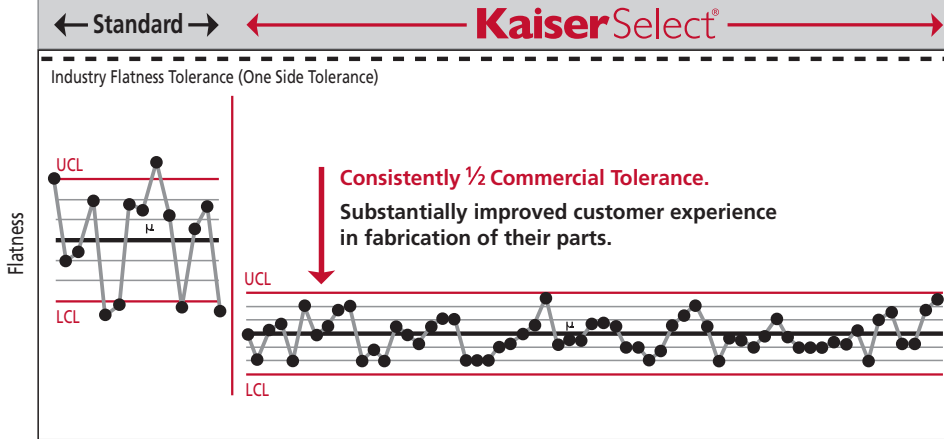 Standard
KaiserSelect®
Industry Flatness Tolerance (One Side Tolerance)
Flatness
UCL
μ
LCL
Consistently ½ Commercial Tolerance.
Substantially improved customer experience
in fabrication of their parts.
UCL
μ
LCL